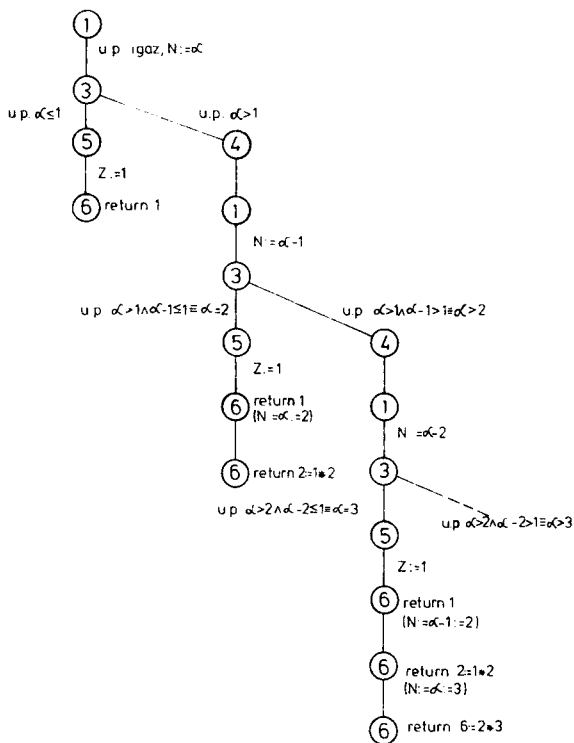 1
u.p. igaz, N:=α
3
u.p. α≤1
u.p. α>1
5
4
Z:=1
6 return 1
1
N:=α-1
3
u.p α>1∧α-1≤1≡α=2
u.p. α>1∧α-1>1≡α>2
5
4
Z:=1
6 return 1
(N:=α:=2)
1
N:=α-2
6 return 2:=1*2
3
u.p α>2∧α-2≤1≡α=3
u.p α>2∧α-2>1≡α>3
5
Z:=1
6 return 1
(N:=α-1:=2)
6 return 2:=1*2
(N:=α:=3)
6 return 6:=2*3